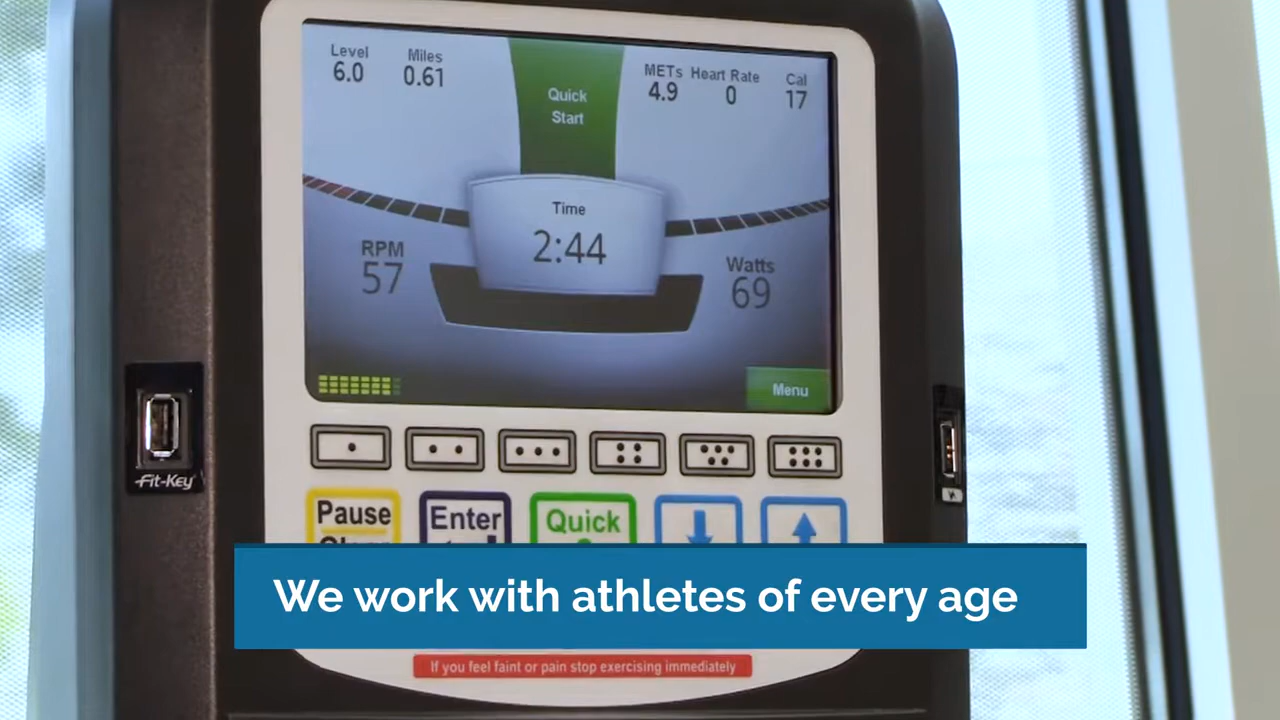 Level
6.0
Miles
0.61
Quick
Start
METs
4.9
Heart Rate
0
Cal
17
Time
2:44
RPM
57
Watts
69
Menu
Fit-Key
Pause
Enter
Quick
We work with athletes of every age
If you feel faint or pain stop exercising immediately